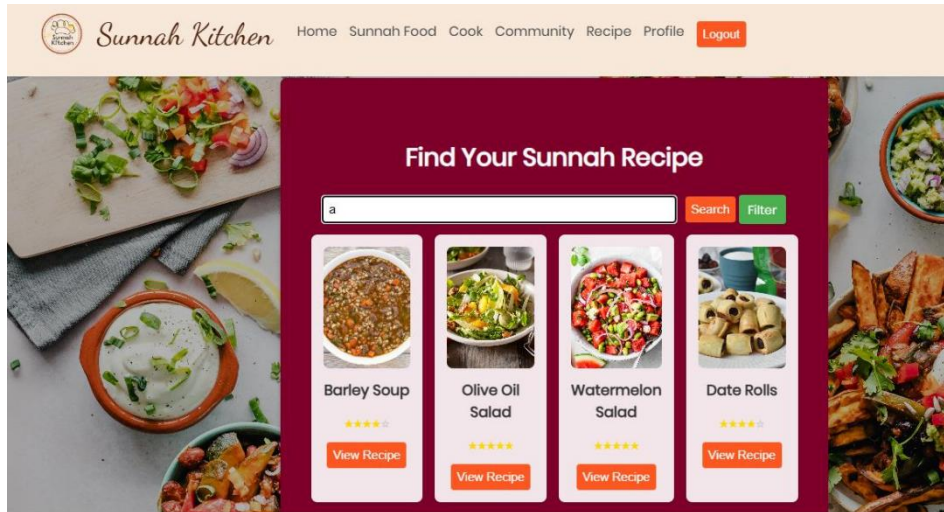 Sunnah Kitchen
Sunnah Kitchen Home Sunnah Food Cook Community Recipe Profile Logout
Find Your Sunnah Recipe
a Search Filter
Barley Soup Olive Oil Salad Watermelon Salad Date Rolls
View Recipe View Recipe View Recipe View Recipe